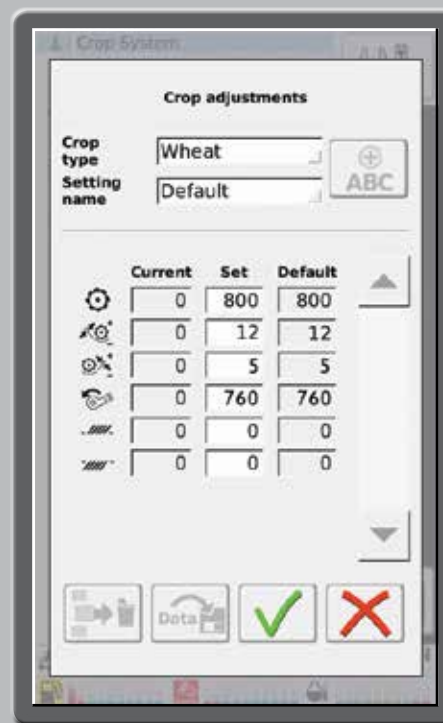 Crop System
Crop adjustments
Crop type Wheat
Setting name Default
ABC
Current Set Default
0 800 800
0 12 12
0 5 5
0 760 760
0 0 0
0 0 0
Data